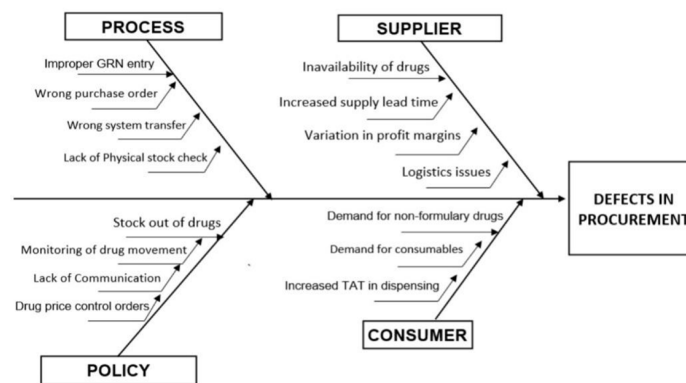 PROCESS
Improper GRN entry
Wrong purchase order
Wrong system transfer
Lack of Physical stock check
SUPPLIER
Inavailability of drugs
Increased supply lead time
Variation in profit margins
Logistics issues
DEFECTS IN
PROCUREMENT
Stock out of drugs
Monitoring of drug movement
Lack of Communication
Drug price control orders
POLICY
Demand for non-formulary drugs
Demand for consumables
Increased TAT in dispensing
CONSUMER